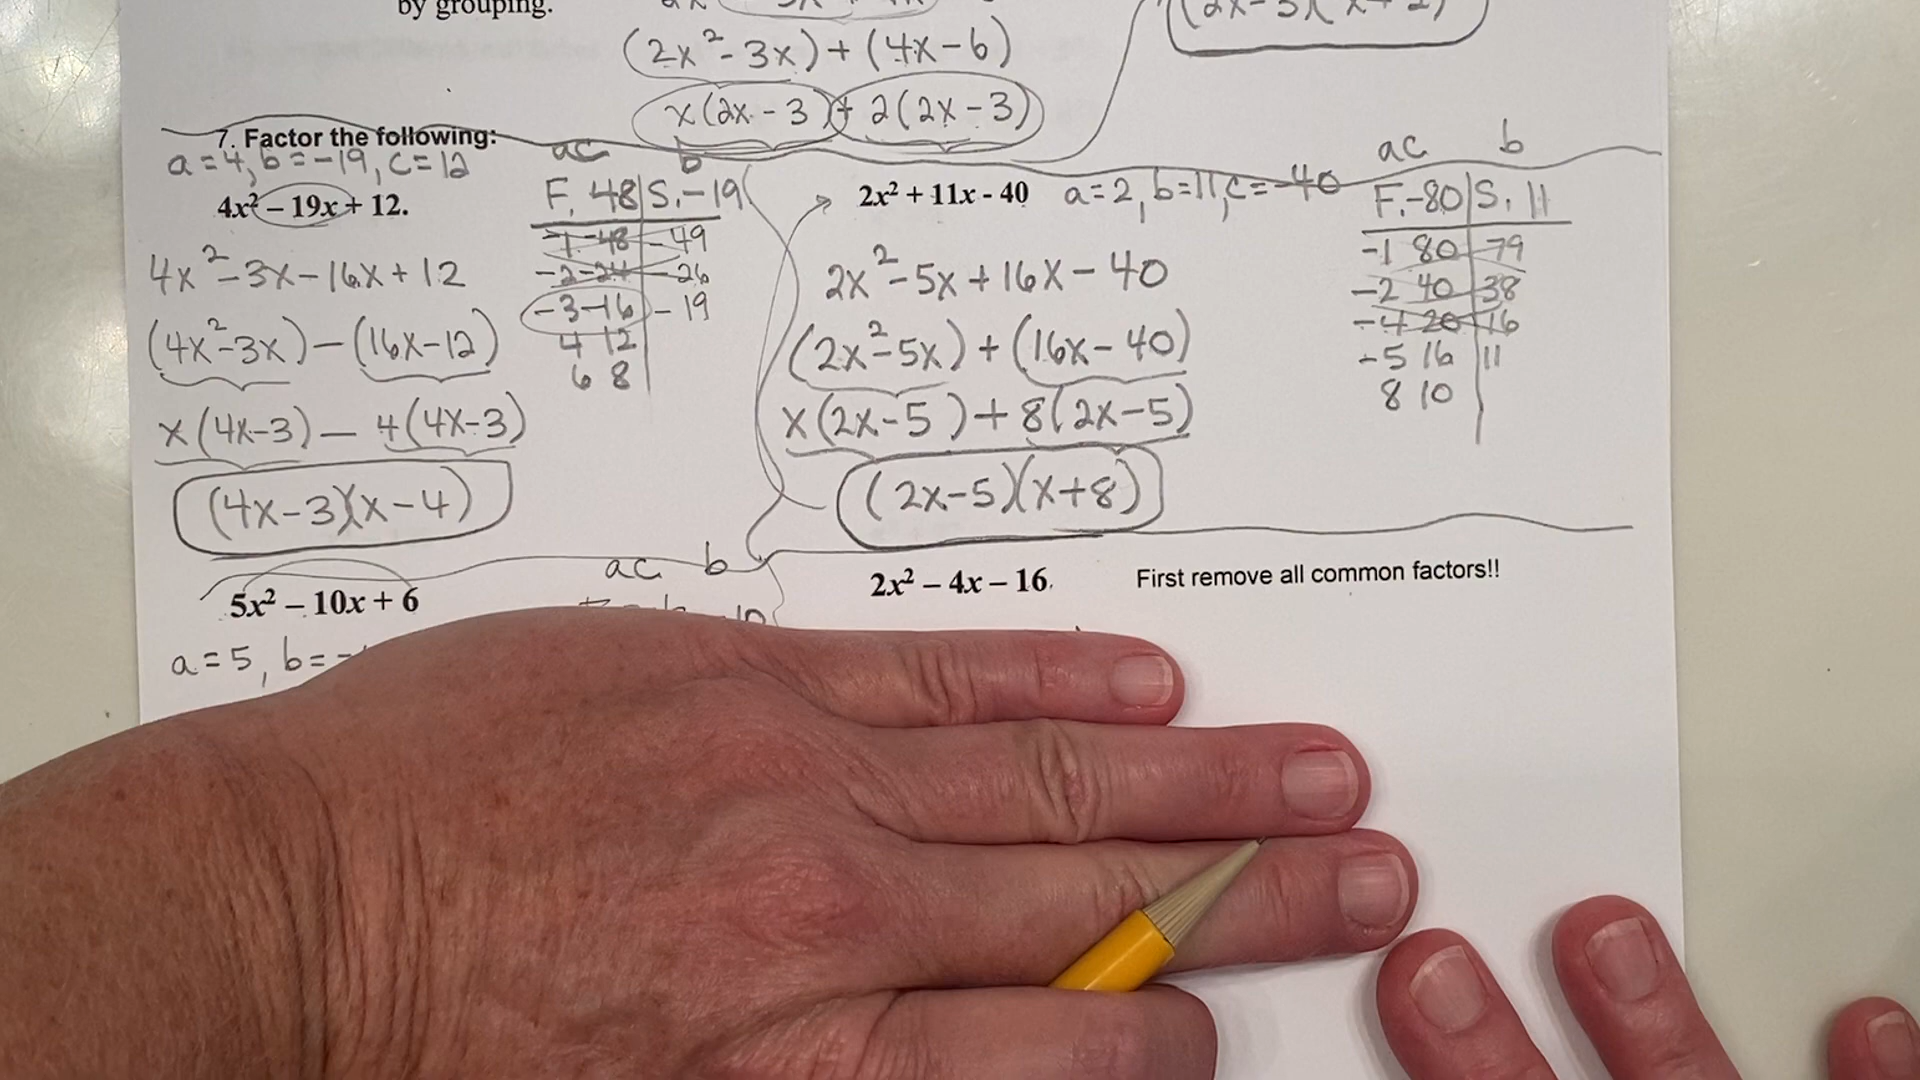 by grouping.
(2x² - 3x) + (4x - 6)
x(2x - 3) + 2(2x - 3)
7. Factor the following:
a = 4, b = -19, c = 12
4x² – 19x + 12.
ac b
F. 48 S. -19
-1 -48 -49
-2 -24 -26
-3 -16 -19
4 12
6 8
4x² - 3x - 16x + 12
(4x² - 3x) - (16x - 12)
x(4x - 3) - 4(4x - 3)
(4x - 3)(x - 4)
2x² + 11x - 40
a = 2, b = 11, c = -40
ac b
F. -80 S. 11
-1 80 79
-2 40 38
-4 20 16
-5 16 11
8 10
2x² - 5x + 16x - 40
(2x² - 5x) + (16x - 40)
x(2x - 5) + 8(2x - 5)
(2x - 5)(x + 8)
5x² – 10x + 6
ac b
a = 5, b = -
2x² – 4x – 16.
First remove all common factors!!